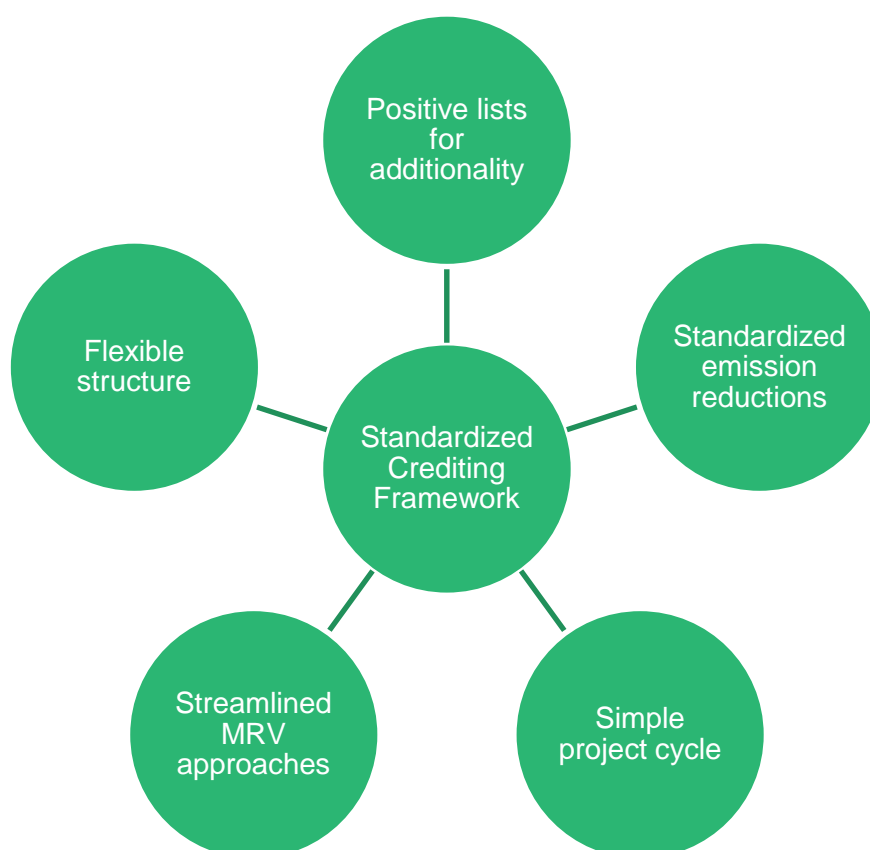 Positive lists
for
additionality
Flexible
structure
Standardized
emission
reductions
Standardized
Crediting
Framework
Streamlined
MRV
approaches
Simple
project cycle